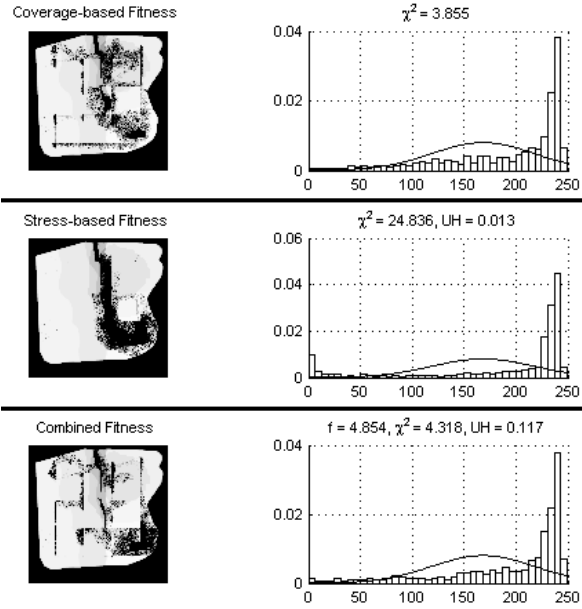 Coverage-based Fitness
χ² = 3.855
0.04
0.02
0
0 50 100 150 200 250
Stress-based Fitness
χ² = 24.836, UH = 0.013
0.06
0.04
0.02
0
0 50 100 150 200 250
Combined Fitness
f = 4.854, χ² = 4.318, UH = 0.117
0.04
0.02
0
0 50 100 150 200 250